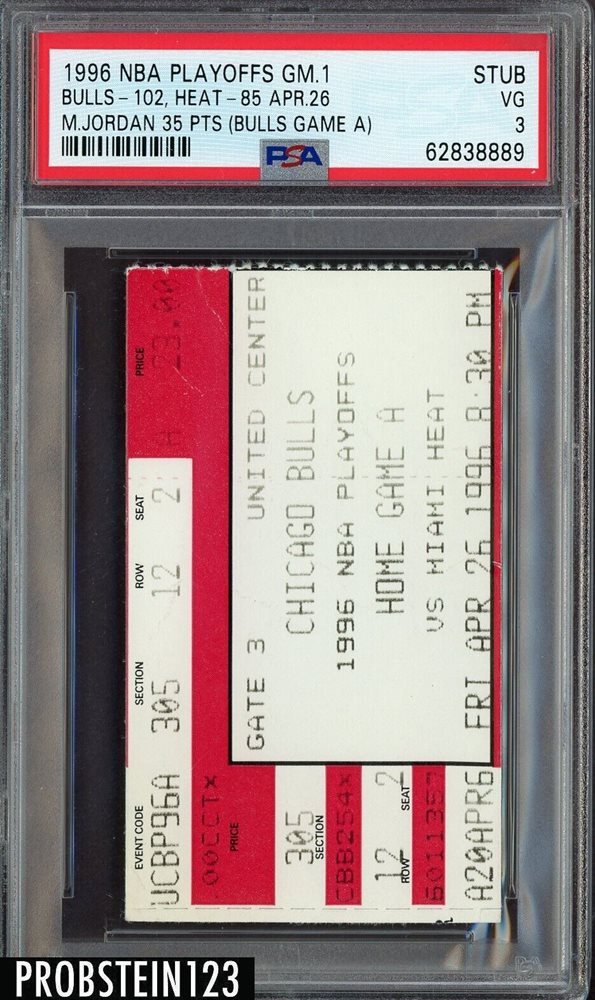 1996 NBA PLAYOFFS GM.1 STUB
BULLS - 102, HEAT - 85 APR.26 VG
M.JORDAN 35 PTS (BULLS GAME A) 3
PSA 62838889
PRICE 23.00
A
EVENT CODE SECTION ROW SEAT
UCBP96A 305 12 2
00CCTX
PRICE
GATE 3 UNITED CENTER
CHICAGO BULLS
1996 NBA PLAYOFFS
HOME GAME A
VS MIAMI HEAT
FRI APR 26 1996 8:30 PM
305
SECTION
CBB254X
12 2
ROW SEAT
A20APR6
PROBSTEIN123